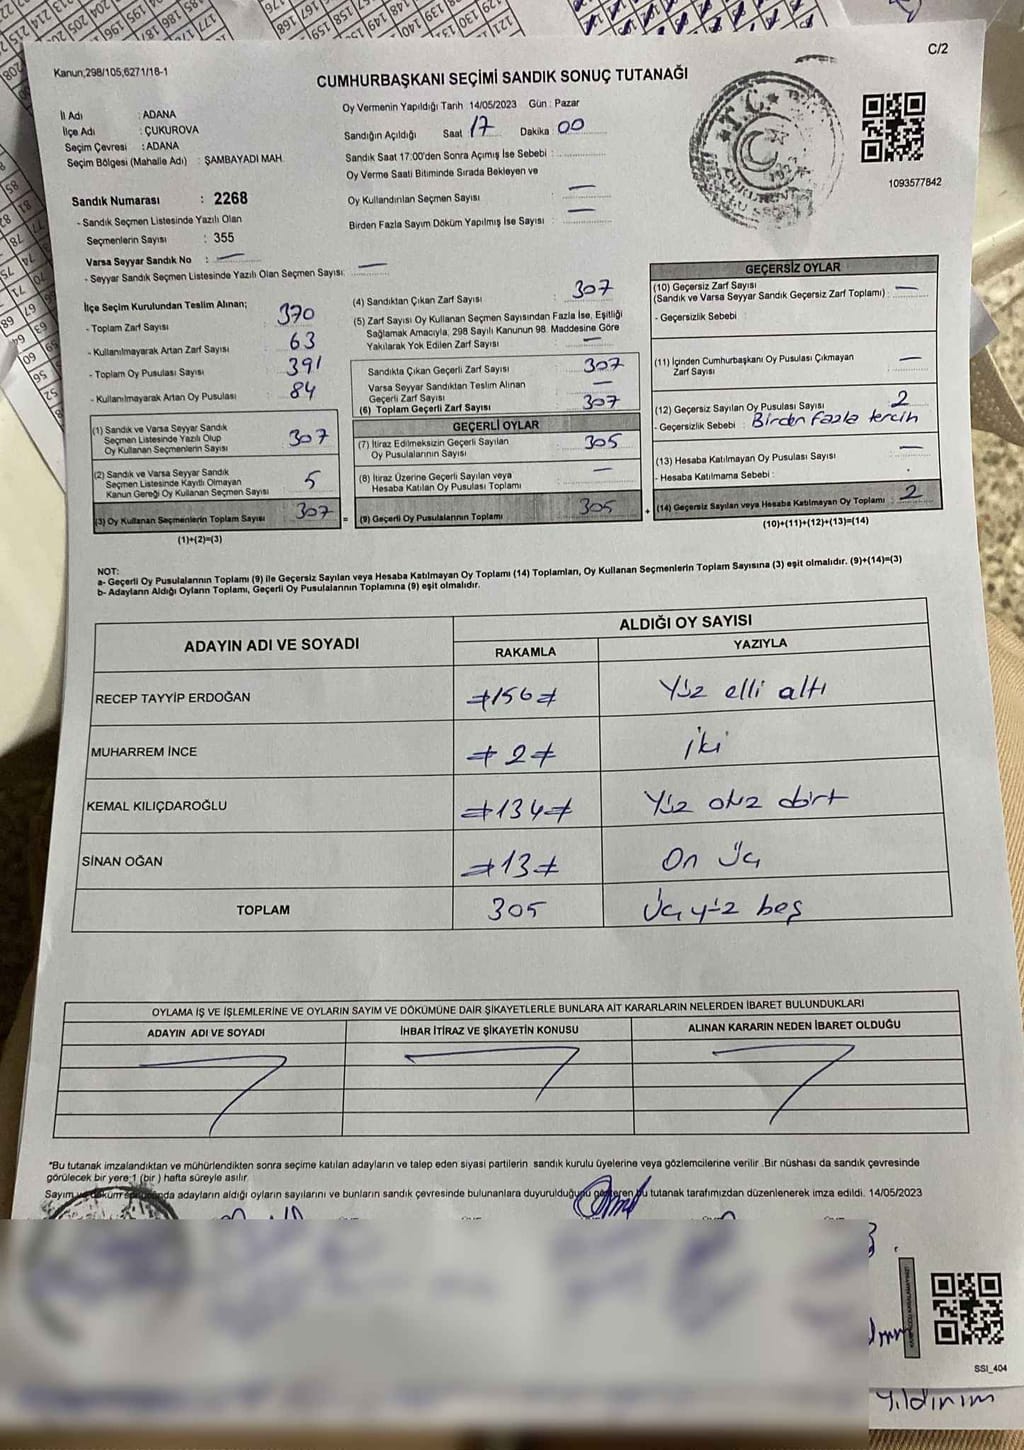 C/2
Kanun;298/105,6271/16-1
CUMHURBAŞKANI SEÇİMİ SANDIK SONUÇ TUTANAĞI
İl Adı : ADANA
İlçe Adı : ÇUKUROVA
Seçim Çevresi : ADANA
Seçim Bölgesi (Mahalle Adı) : ŞAMBAYADI MAH.
Oy Vermenin Yapıldığı Tarih 14/05/2023 Gün : Pazar
Sandığın Açıldığı Saat 17 Dakika 00
Sandık Saat 17:00'den Sonra Açımış İse Sebebi :
Oy Verme Saati Bitiminde Sırada Bekleyen ve
Oy Kullandırılan Seçmen Sayısı : —
Birden Fazla Sayım Döküm Yapılmış İse Sayısı : —
1093577842
Sandık Numarası : 2268
- Sandık Seçmen Listesinde Yazılı Olan
Seçmenlerin Sayısı : 355
Varsa Seyyar Sandık No : —
- Seyyar Sandık Seçmen Listesinde Yazılı Olan Seçmen Sayısı: —
İlçe Seçim Kurulundan Teslim Alınan;
- Toplam Zarf Sayısı : 370
- Kullanılmayarak Artan Zarf Sayısı : 63
- Toplam Oy Pusulası Sayısı : 391
- Kullanılmayarak Artan Oy Pusulası : 84
(1) Sandık ve Varsa Seyyar Sandık
Seçmen Listesinde Yazılı Olup
Oy Kullanan Seçmenlerin Sayısı : 307
(2) Sandık ve Varsa Seyyar Sandık
Seçmen Listesinde Kayıtlı Olmayan
Kanun Gereği Oy Kullanan Seçmen Sayısı : 5
(3) Oy Kullanan Seçmenlerin Toplam Sayısı : 307
(1)+(2)=(3)
(4) Sandıktan Çıkan Zarf Sayısı : 307
(5) Zarf Sayısı Oy Kullanan Seçmen Sayısından Fazla İse, Eşitliği
Sağlamak Amacıyla, 298 Sayılı Kanunun 98. Maddesine Göre
Yakılarak Yok Edilen Zarf Sayısı : —
Sandıkta Çıkan Geçerli Zarf Sayısı : 307
Varsa Seyyar Sandıktan Teslim Alınan
Geçerli Zarf Sayısı : —
(6) Toplam Geçerli Zarf Sayısı : 307
GEÇERLİ OYLAR
(7) İtiraz Edilmeksizin Geçerli Sayılan
Oy Pusulalarının Sayısı : 305
(8) İtiraz Üzerine Geçerli Sayılan veya
Hesaba Katılan Oy Pusulası Toplamı : —
= (9) Geçerli Oy Pusulalarının Toplamı : 305
GEÇERSİZ OYLAR
(10) Geçersiz Zarf Sayısı
(Sandık ve Varsa Seyyar Sandık Geçersiz Zarf Toplamı) : —
- Geçersizlik Sebebi :
(11) İçinden Cumhurbaşkanı Oy Pusulası Çıkmayan
Zarf Sayısı : —
(12) Geçersiz Sayılan Oy Pusulası Sayısı : 2
- Geçersizlik Sebebi : Birden Fazla tercih
(13) Hesaba Katılmayan Oy Pusulası Sayısı : —
- Hesaba Katılmama Sebebi :
+ (14) Geçersiz Sayılan veya Hesaba Katılmayan Oy Toplamı : 2
(10)+(11)+(12)+(13)=(14)
NOT:
a- Geçerli Oy Pusulalarının Toplamı (9) ile Geçersiz Sayılan veya Hesaba Katılmayan Oy Toplamı (14) Toplamları, Oy Kullanan Seçmenlerin Toplam Sayısına (3) eşit olmalıdır. (9)+(14)=(3)
b- Adayların Aldığı Oyların Toplamı, Geçerli Oy Pusulalarının Toplamına (9) eşit olmalıdır.
ADAYIN ADI VE SOYADI
ALDIĞI OY SAYISI
RAKAMLA YAZIYLA
RECEP TAYYİP ERDOĞAN ≠156≠ Yüz elli altı
MUHARREM İNCE ≠2≠ iki
KEMAL KILIÇDAROĞLU ≠134≠ Yüz otuz dört
SİNAN OĞAN ≠13≠ On üç
TOPLAM 305 Üçyüz beş
OYLAMA İŞ VE İŞLEMLERİNE VE OYLARIN SAYIM VE DÖKÜMÜNE DAİR ŞİKAYETLERLE BUNLARA AİT KARARLARIN NELERDEN İBARET BULUNDUKLARI
ADAYIN ADI VE SOYADI İHBAR İTİRAZ VE ŞİKAYETİN KONUSU ALINAN KARARIN NEDEN İBARET OLDUĞU
*Bu tutanak imzalandıktan ve mühürlendikten sonra seçime katılan adayların ve talep eden siyasi partilerin sandık kurulu üyelerine veya gözlemcilerine verilir .Bir nüshası da sandık çevresinde
görülecek bir yere 1 (bir ) hafta süreyle asılır.
Sayım ve döküm sonucunda adayların aldığı oyların sayılarını ve bunların sandık çevresinde bulunanlara duyurulduğunu gösteren bu tutanak tarafımızdan düzenlenerek imza edildi. 14/05/2023
SSI_404
Yıldırım